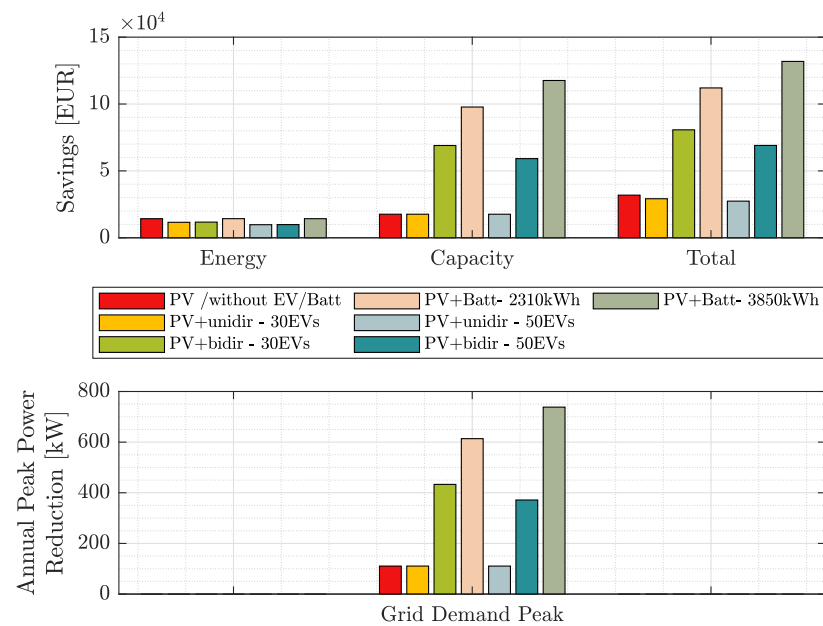 ×10⁴
15
10
5
0
Savings [EUR]
Energy Capacity Total
PV /without EV/Batt PV+Batt- 2310kWh PV+Batt- 3850kWh
PV+unidir - 30EVs PV+unidir - 50EVs
PV+bidir - 30EVs PV+bidir - 50EVs
800
600
400
200
0
Annual Peak Power
Reduction [kW]
Grid Demand Peak